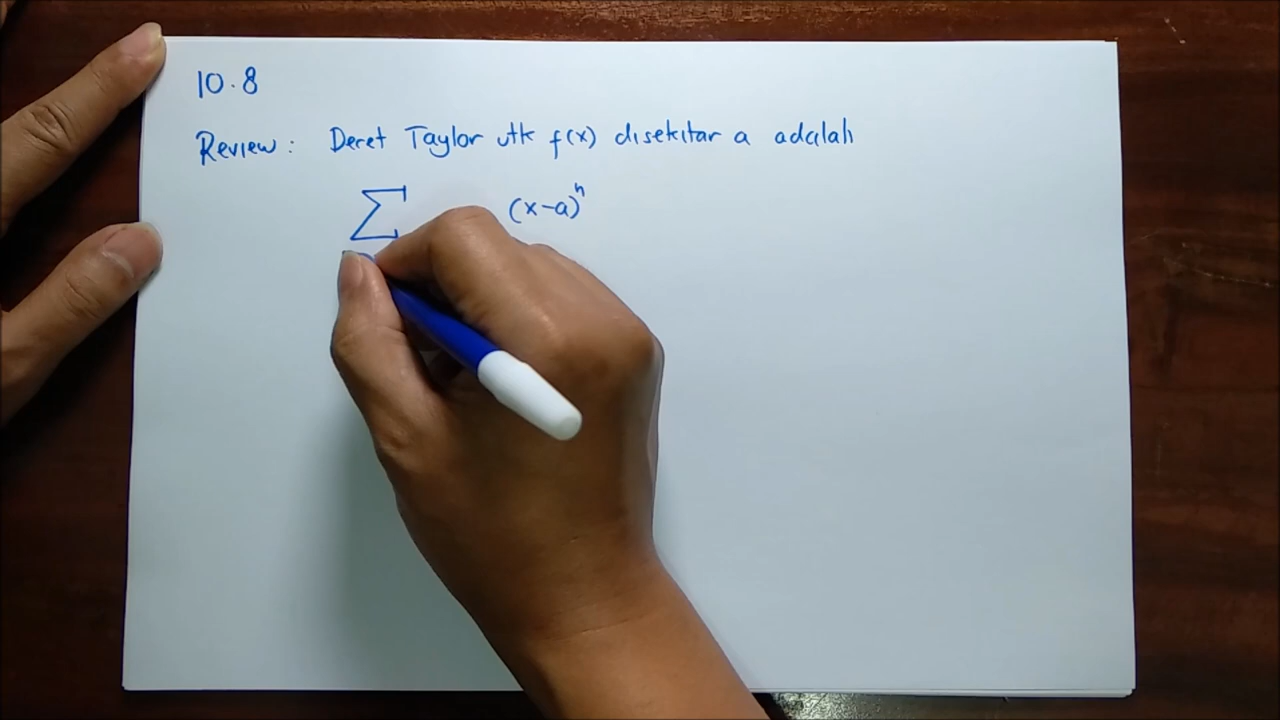 10.8
Review : Deret Taylor utk f(x) disekitar a adalah
∑ (x-a)ⁿ